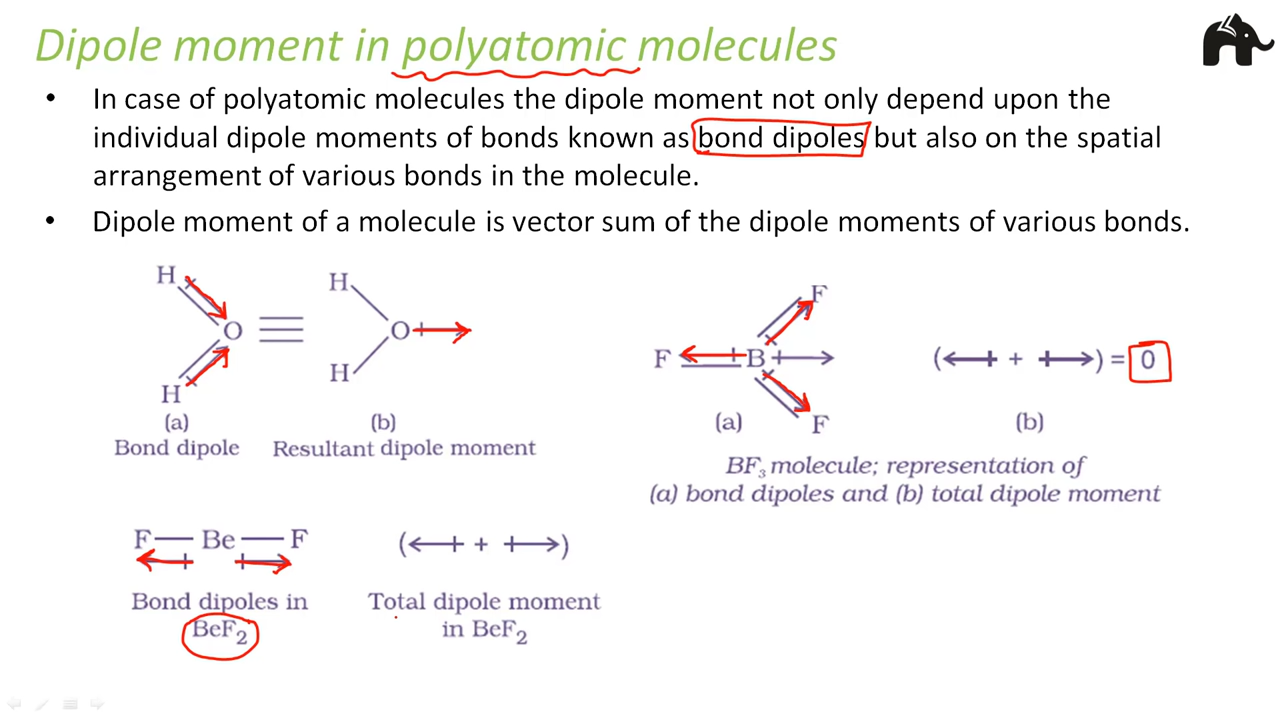 Dipole moment in polyatomic molecules
• In case of polyatomic molecules the dipole moment not only depend upon the
individual dipole moments of bonds known as bond dipoles but also on the spatial
arrangement of various bonds in the molecule.
• Dipole moment of a molecule is vector sum of the dipole moments of various bonds.
H
O
H
(a)
Bond dipole
H
O
H
(b)
Resultant dipole moment
F
F B
F
(a)
( + ) = 0
(b)
BF₃ molecule; representation of
(a) bond dipoles and (b) total dipole moment
F — Be — F
Bond dipoles in
BeF₂
( + )
Total dipole moment
in BeF₂